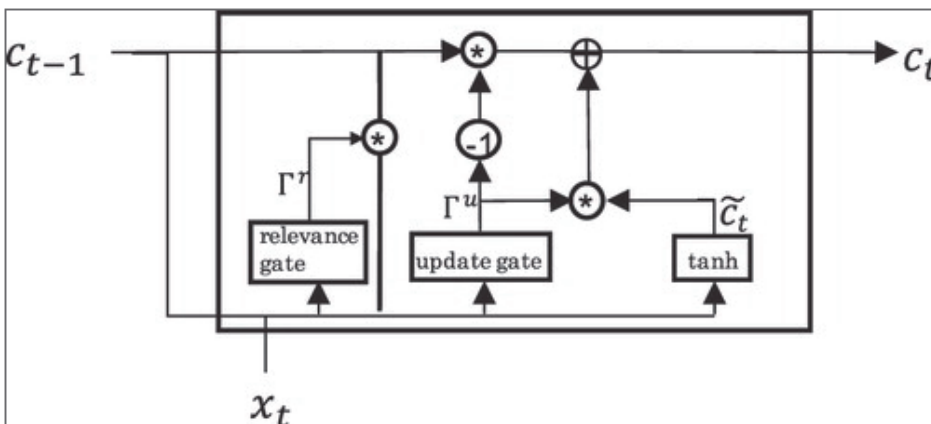 c_{t-1}
*
⊕
c_t
*
-1
Γ^r
Γ^u
*
c̃_t
relevance
gate
update gate
tanh
x_t